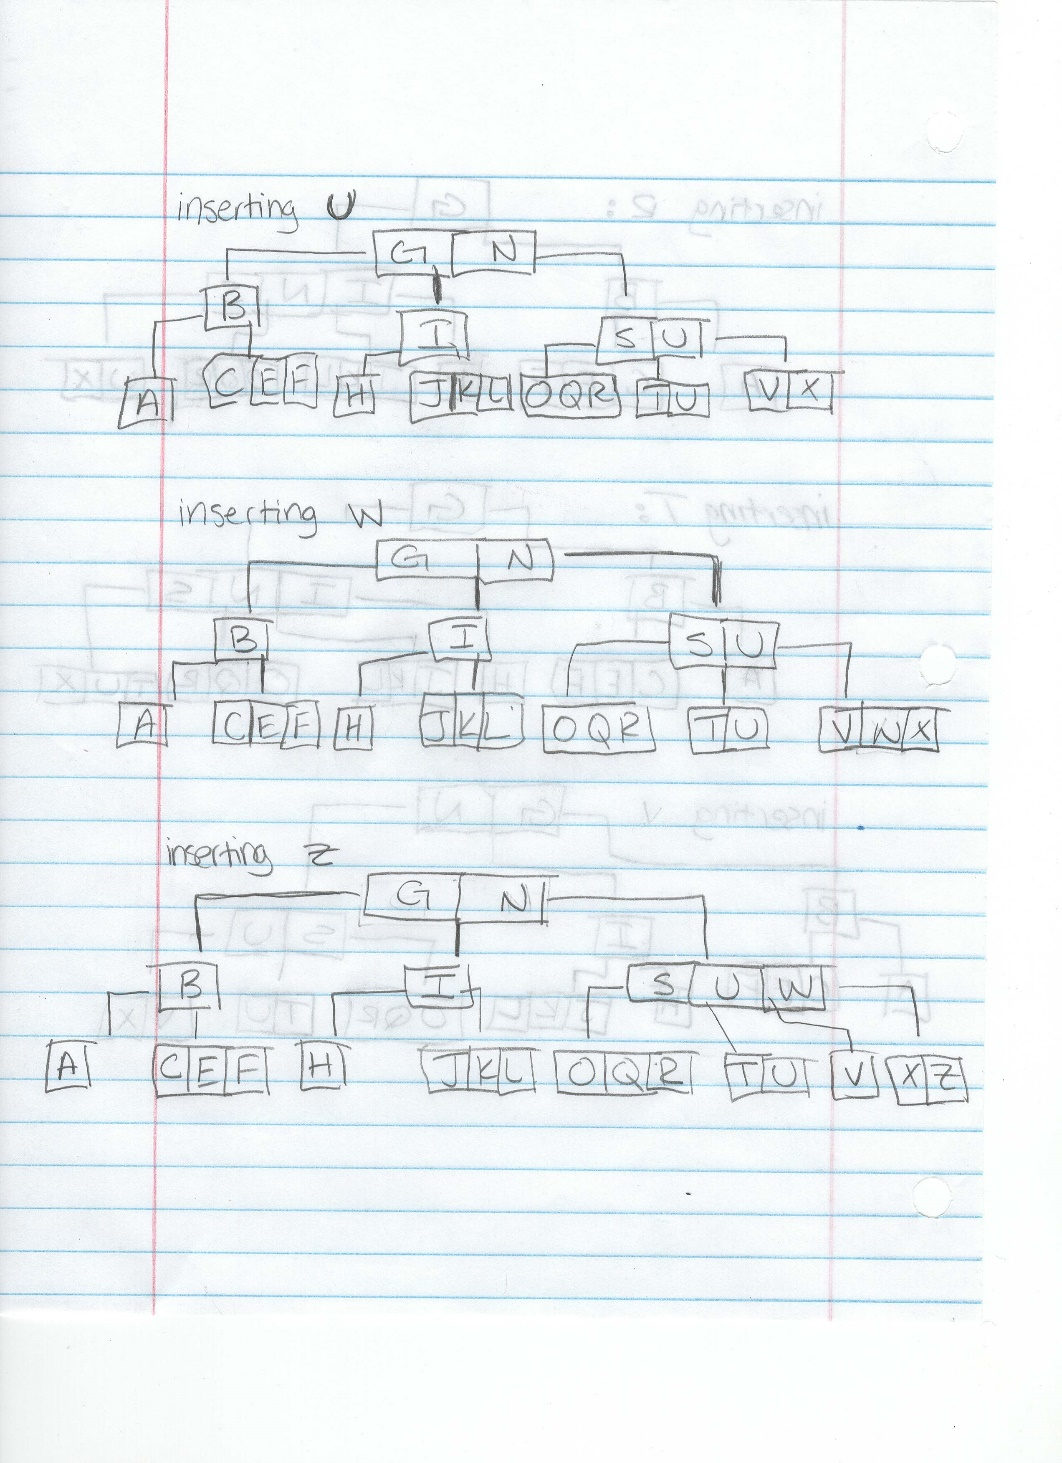 inserting U
G N
B I S U
A C E F H J K L O Q R T U V X
inserting W
G N
B I S U
A C E F H J K L O Q R T U V W X
inserting Z
G N
B I S U W
A C E F H J K L O Q R T U V X Z